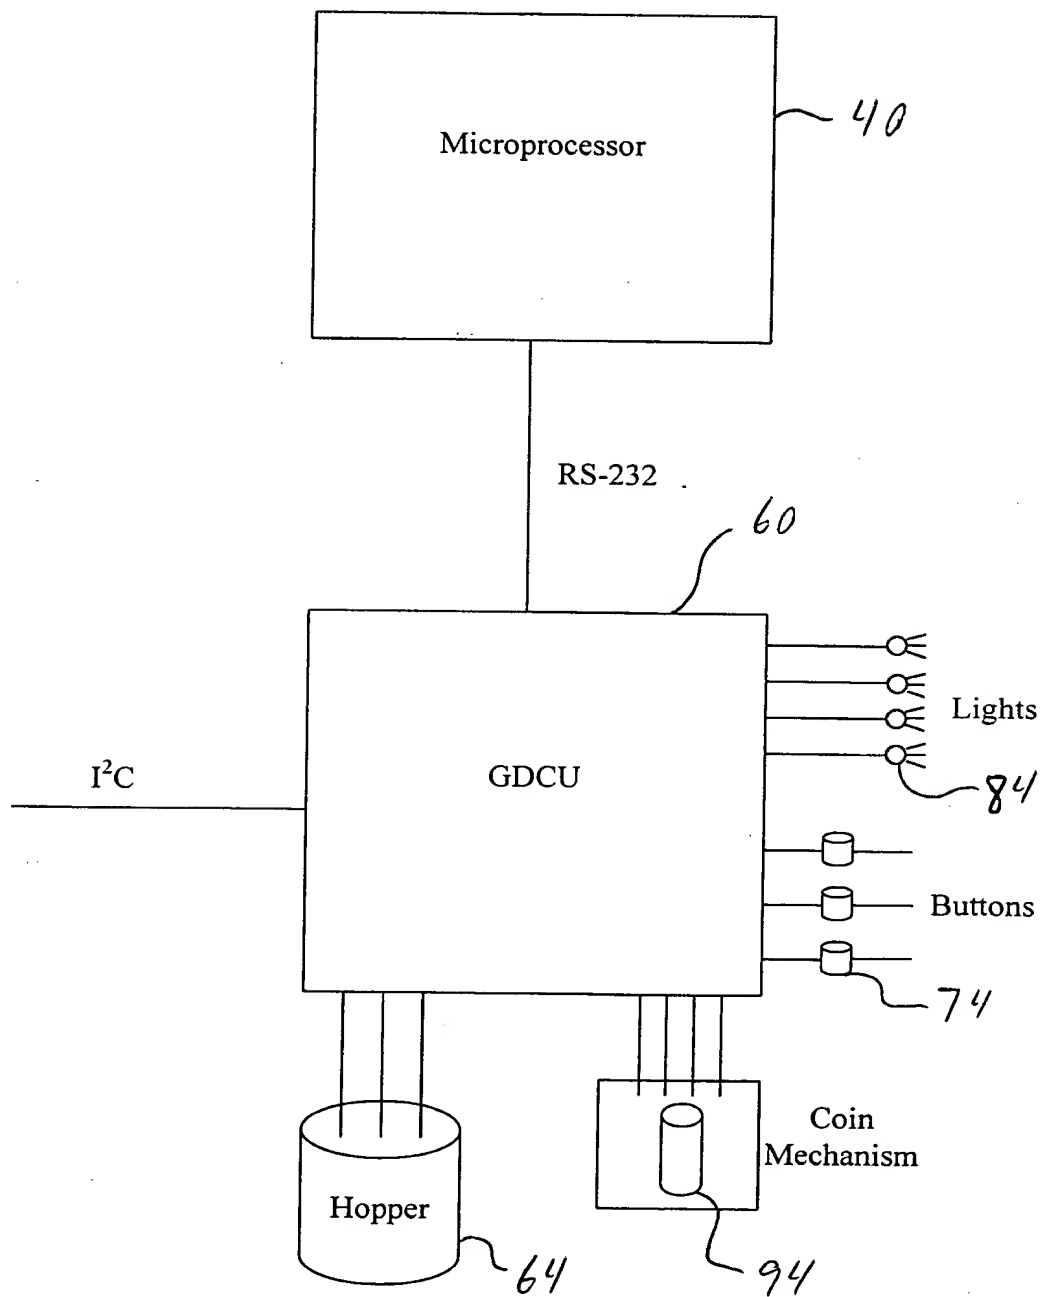 Microprocessor
40
RS-232
60
Lights
I²C
GDCU
84
Buttons
74
Coin
Mechanism
Hopper
64
94